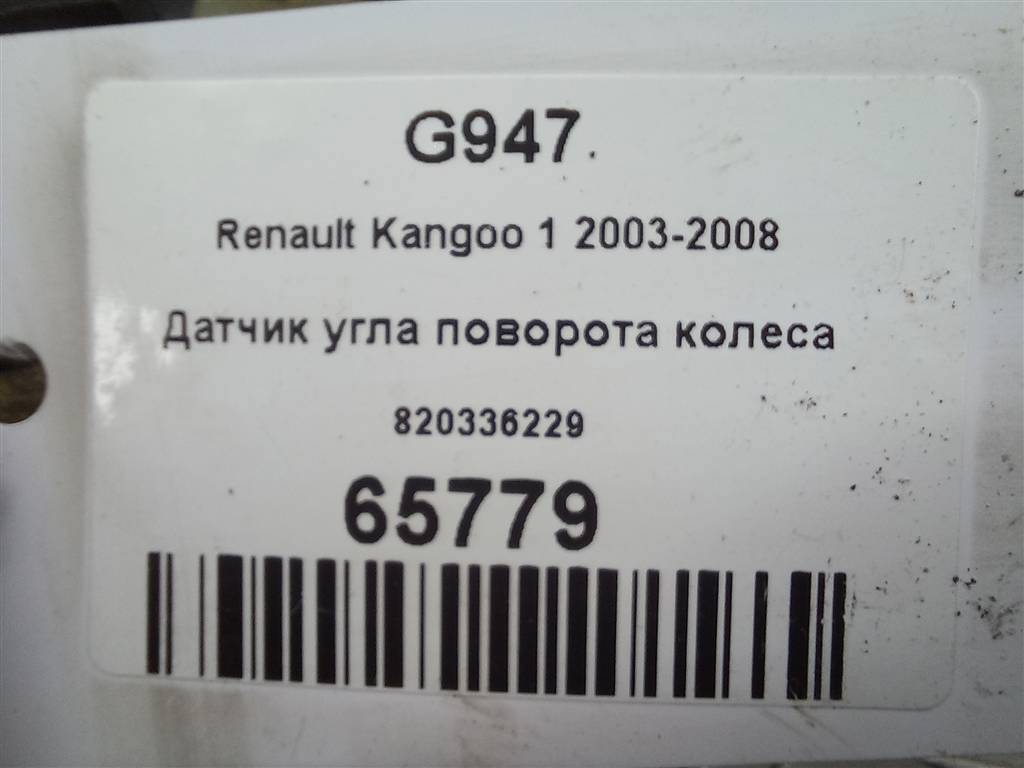 G947.
Renault Kangoo 1 2003-2008
Датчик угла поворота колеса
820336229
65779